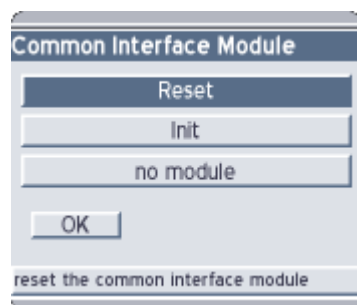 Common Interface Module
Reset
Init
no module
OK
reset the common interface module